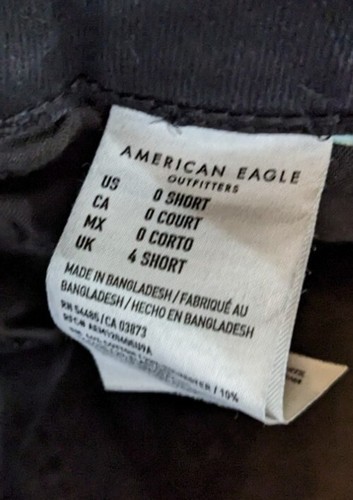 AMERICAN EAGLE
OUTFITTERS
US 0 SHORT
CA 0 COURT
MX 0 CORTO
UK 4 SHORT
MADE IN BANGLADESH / FABRIQUÉ AU
BANGLADESH / HECHO EN BANGLADESH
RN 54485 / CA 03873
/ 10%